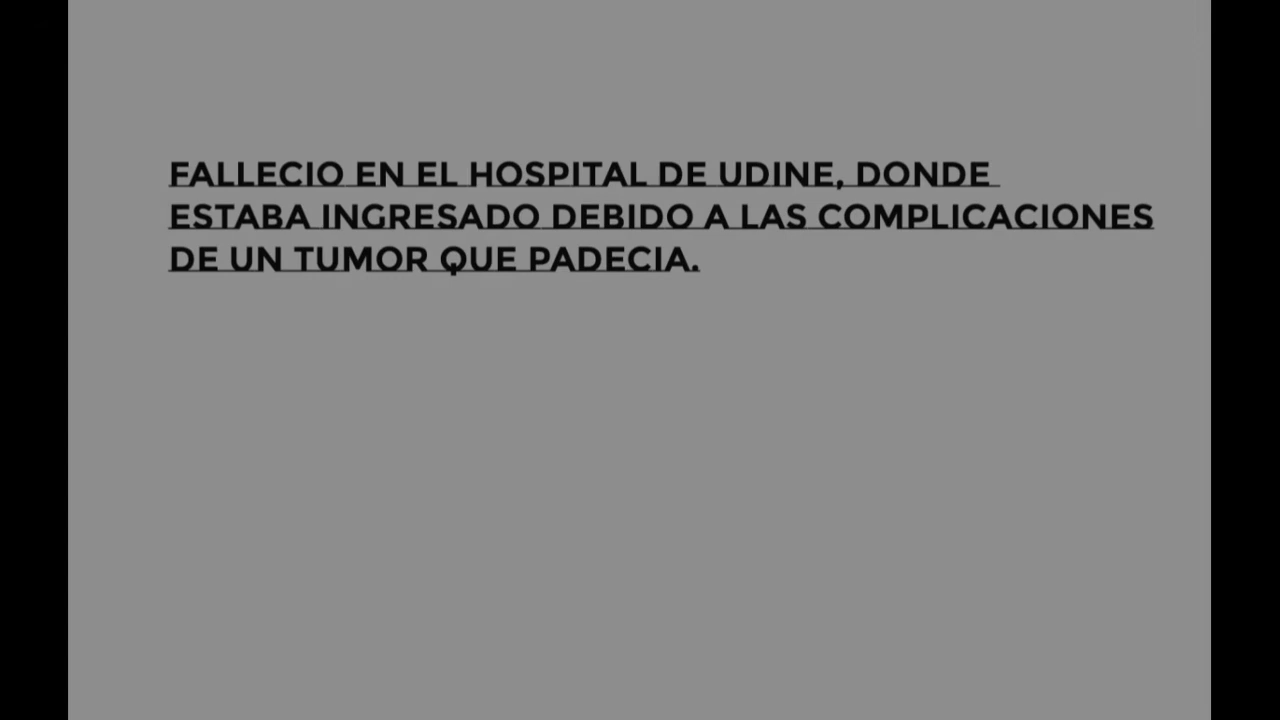 FALLECIO EN EL HOSPITAL DE UDINE, DONDE
ESTABA INGRESADO DEBIDO A LAS COMPLICACIONES
DE UN TUMOR QUE PADECIA.